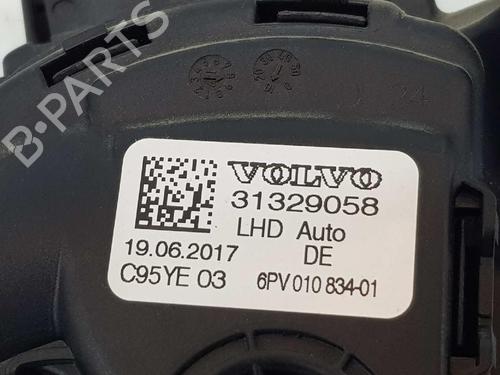 B-PARTS
VOLVO
31329058
LHD Auto
19.06.2017 DE
C95YE 03 6PV 010 834-01